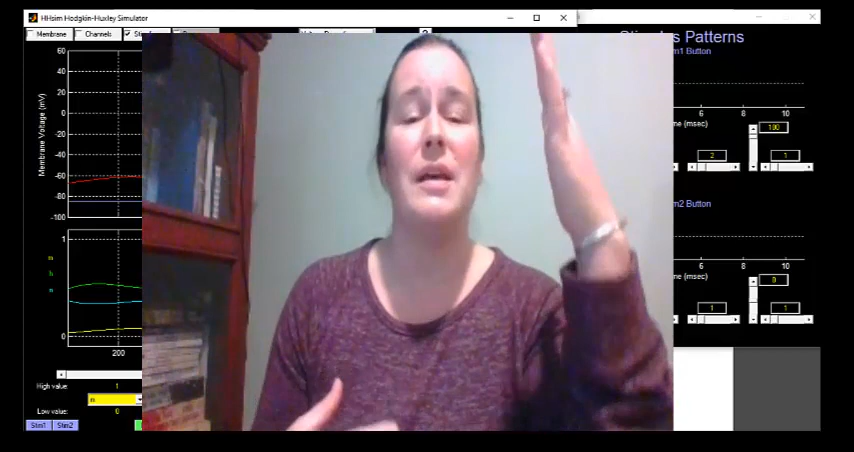 HHsim Hodgkin-Huxley Simulator
Membrane
Channels
Stimulus Patterns
m1 Button
60
40
20
0
-20
-40
-60
-80
-100
Membrane Voltage (mV)
6 8 10
me (msec)
190
2
1
m2 Button
1
m
h
n
0
200
6 8 10
me (msec)
0
1
1
High value:
1
m
Low value:
0
Stim1
Stim2